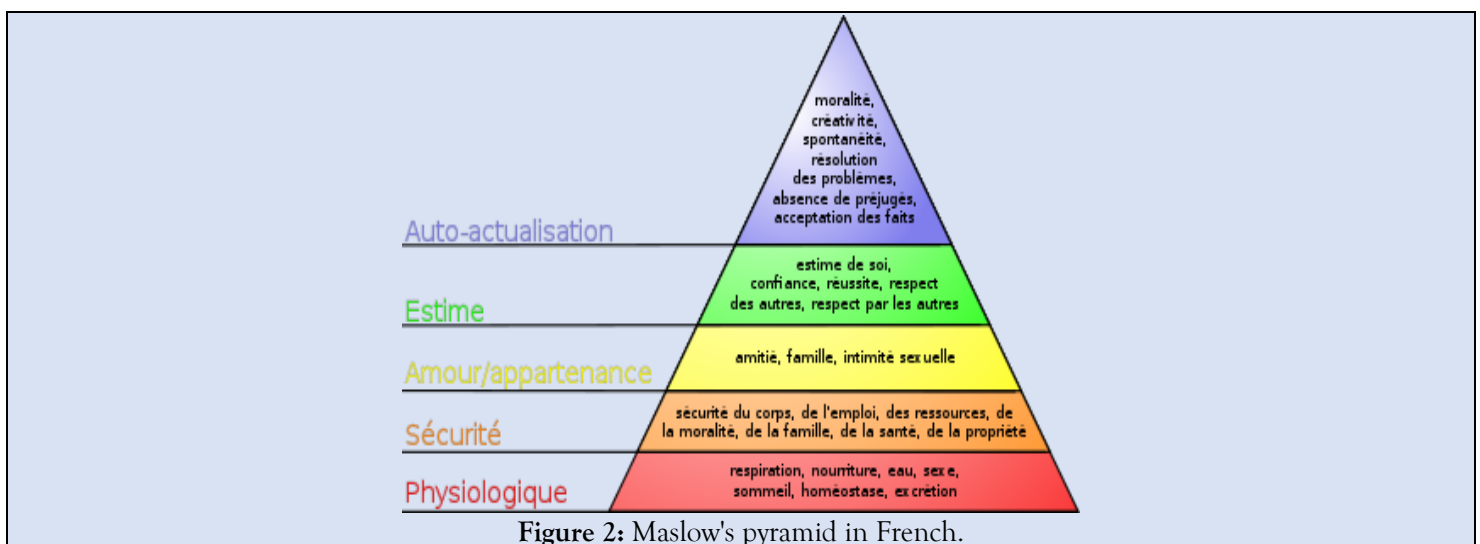 moralité,
créativité,
spontanéité,
résolution
des problèmes,
absence de préjugés,
acceptation des faits
Auto-actualisation
estime de soi,
confiance, réussite, respect
des autres, respect par les autres
Estime
amitié, famille, intimité sexuelle
Amour/appartenance
sécurité du corps, de l'emploi, des ressources, de
la moralité, de la famille, de la santé, de la propriété
Sécurité
respiration, nourriture, eau, sexe,
sommeil, homéostase, excrétion
Physiologique
Figure 2: Maslow's pyramid in French.